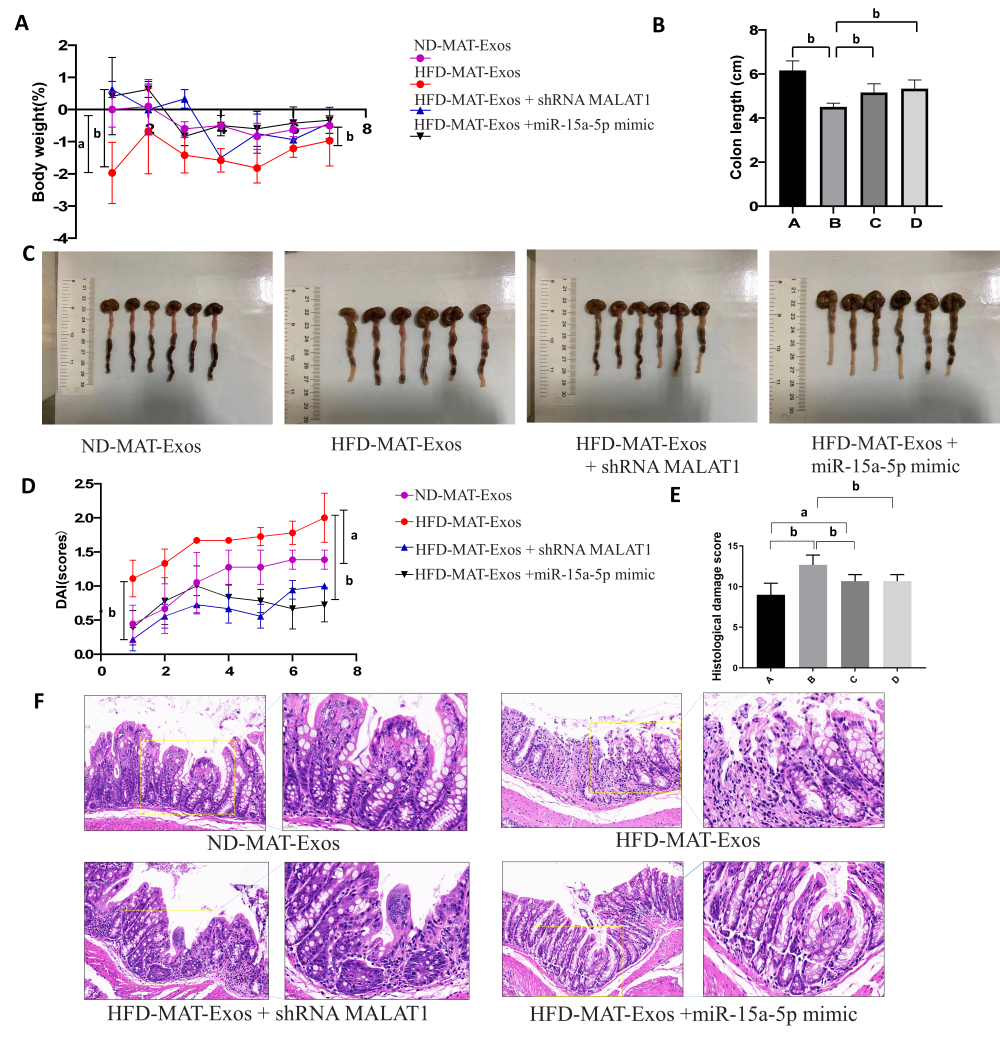 A
Body weight(%)
2
1
0
-1
-2
-3
-4
2
4
6
8
a
b
b
ND-MAT-Exos
HFD-MAT-Exos
HFD-MAT-Exos + shRNA MALAT1
HFD-MAT-Exos +miR-15a-5p mimic
B
Colon length (cm)
8
6
4
2
0
b
b
b
A B C D
C
ND-MAT-Exos
HFD-MAT-Exos
HFD-MAT-Exos
+ shRNA MALAT1
HFD-MAT-Exos +
miR-15a-5p mimic
D
DAI(scores)
2.5
2.0
1.5
1.0
0.5
0.0
0 2 4 6 8
b
a
b
ND-MAT-Exos
HFD-MAT-Exos
HFD-MAT-Exos + shRNA MALAT1
HFD-MAT-Exos +miR-15a-5p mimic
E
Histological damage score
15
10
5
0
b
a
b
b
A B C D
F
ND-MAT-Exos
HFD-MAT-Exos
HFD-MAT-Exos + shRNA MALAT1
HFD-MAT-Exos +miR-15a-5p mimic